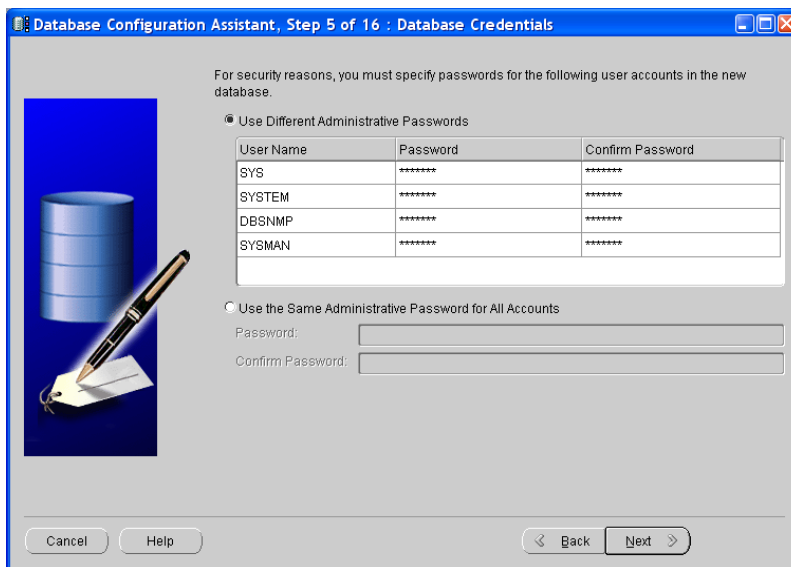 Database Configuration Assistant, Step 5 of 16 : Database Credentials
For security reasons, you must specify passwords for the following user accounts in the new
database.
Use Different Administrative Passwords
User Name Password Confirm Password
SYS ******* *******
SYSTEM ******* *******
DBSNMP ******* *******
SYSMAN ******* *******
Use the Same Administrative Password for All Accounts
Password:
Confirm Password:
Cancel Help Back Next